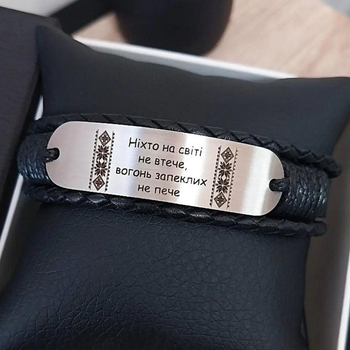 Ніхто на світі
не втече,
вогонь запеклих
не пече